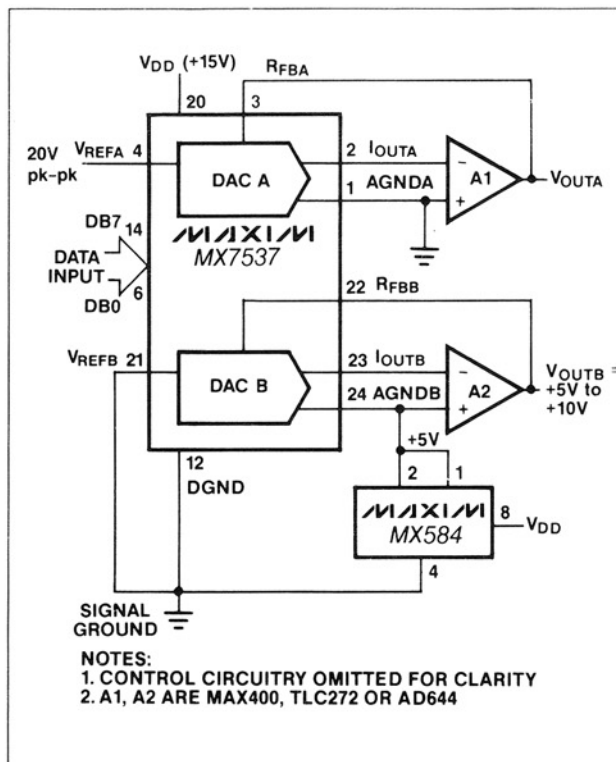 VDD (+15V)
RFBA
20
3
20V
pk-pk
VREFA
4
2
IOUTA
DAC A
1
AGNDA
A1
−
+
VOUTA
MAXIM
MX7537
DB7
14
DATA
INPUT
6
DB0
22
RFBB
VREFB
21
23
IOUTB
DAC B
24
AGNDB
A2
−
+
VOUTB =
+5V to
+10V
+5V
12
DGND
2
1
MAXIM
MX584
8
VDD
4
SIGNAL
GROUND
NOTES:
1. CONTROL CIRCUITRY OMITTED FOR CLARITY
2. A1, A2 ARE MAX400, TLC272 OR AD644